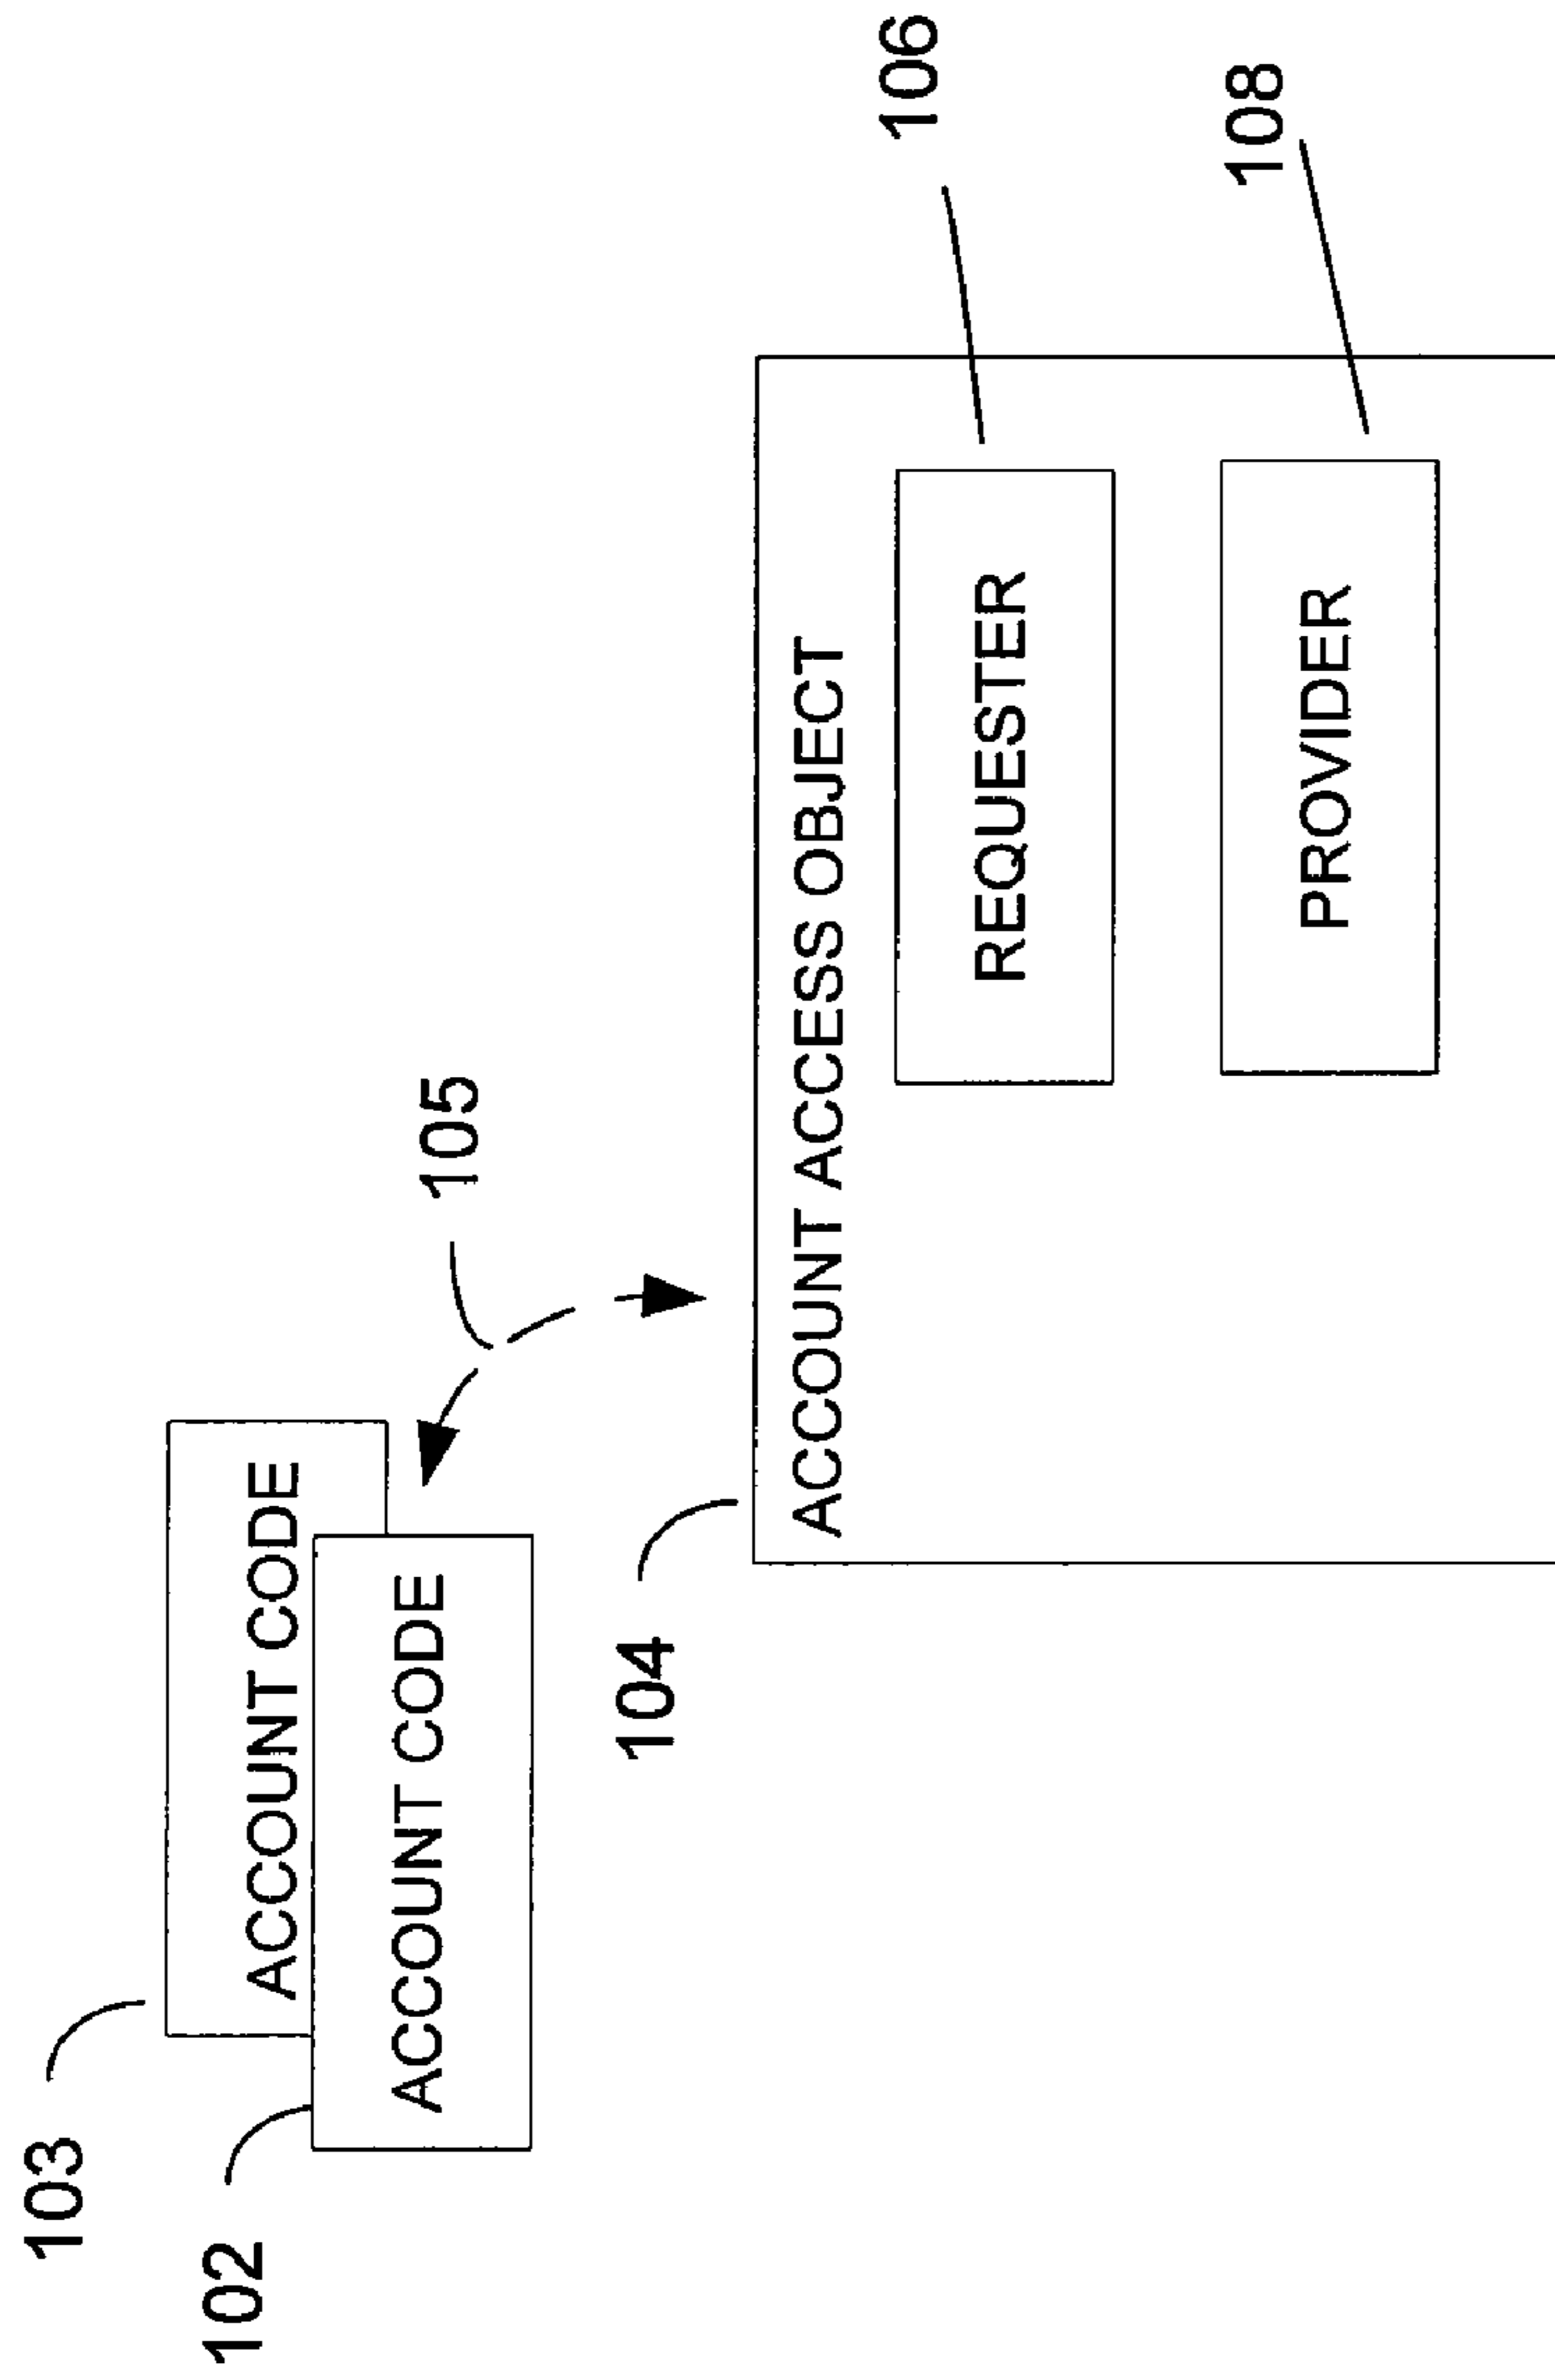 103
ACCOUNT CODE
102
ACCOUNT CODE
105
104
ACCOUNT ACCESS OBJECT
REQUESTER
106
PROVIDER
108